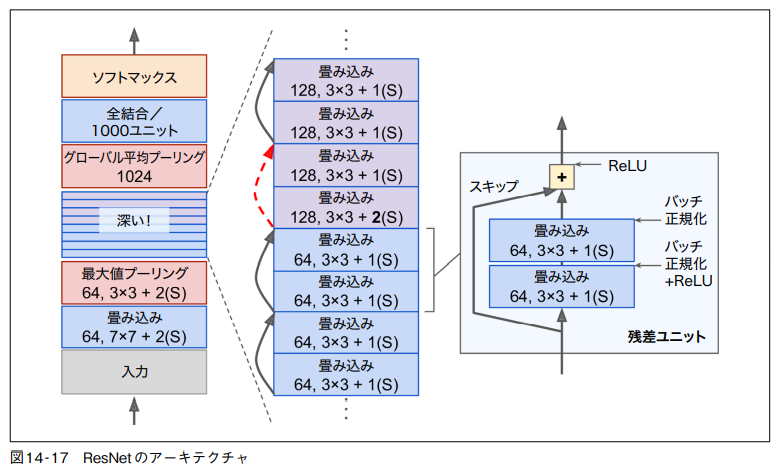 ソフトマックス
全結合／
1000ユニット
グローバル平均プーリング
1024
深い！
最大値プーリング
64, 3×3 + 2(S)
畳み込み
64, 7×7 + 2(S)
入力
畳み込み
128, 3×3 + 1(S)
畳み込み
128, 3×3 + 1(S)
畳み込み
128, 3×3 + 1(S)
畳み込み
128, 3×3 + 2(S)
畳み込み
64, 3×3 + 1(S)
畳み込み
64, 3×3 + 1(S)
畳み込み
64, 3×3 + 1(S)
畳み込み
64, 3×3 + 1(S)
+
ReLU
スキップ
バッチ
正規化
畳み込み
64, 3×3 + 1(S)
バッチ
正規化
+ReLU
畳み込み
64, 3×3 + 1(S)
残差ユニット
図14-17　ResNetのアーキテクチャ